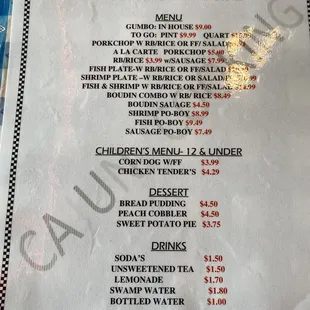 MENU
GUMBO: IN HOUSE $9.00
TO GO: PINT $9.99 QUART
PORKCHOP W RB/RICE OR FF/SALAD
A LA CARTE PORKCHOP
RB/RICE $3.99 w/SAUSAGE $7.99
FISH PLATE-W RB/RICE OR FF/SALAD
SHRIMP PLATE -W RB/RICE OR FF/SALAD
FISH & SHRIMP W RB/RICE OR FF/SALAD
BOUDIN COMBO W RB/ RICE $8.49
BOUDIN SAUAGE $4.50
SHRIMP PO-BOY $8.99
FISH PO-BOY $9.49
SAUSAGE PO-BOY $7.49
CHILDREN'S MENU- 12 & UNDER
CORN DOG W/FF $3.99
CHICKEN TENDER'S $4.29
DESSERT
BREAD PUDDING $4.50
PEACH COBBLER $4.50
SWEET POTATO PIE $3.75
DRINKS
SODA'S $1.50
UNSWEETENED TEA $1.50
LEMONADE $1.70
SWAMP WATER $1.80
BOTTLED WATER $1.00